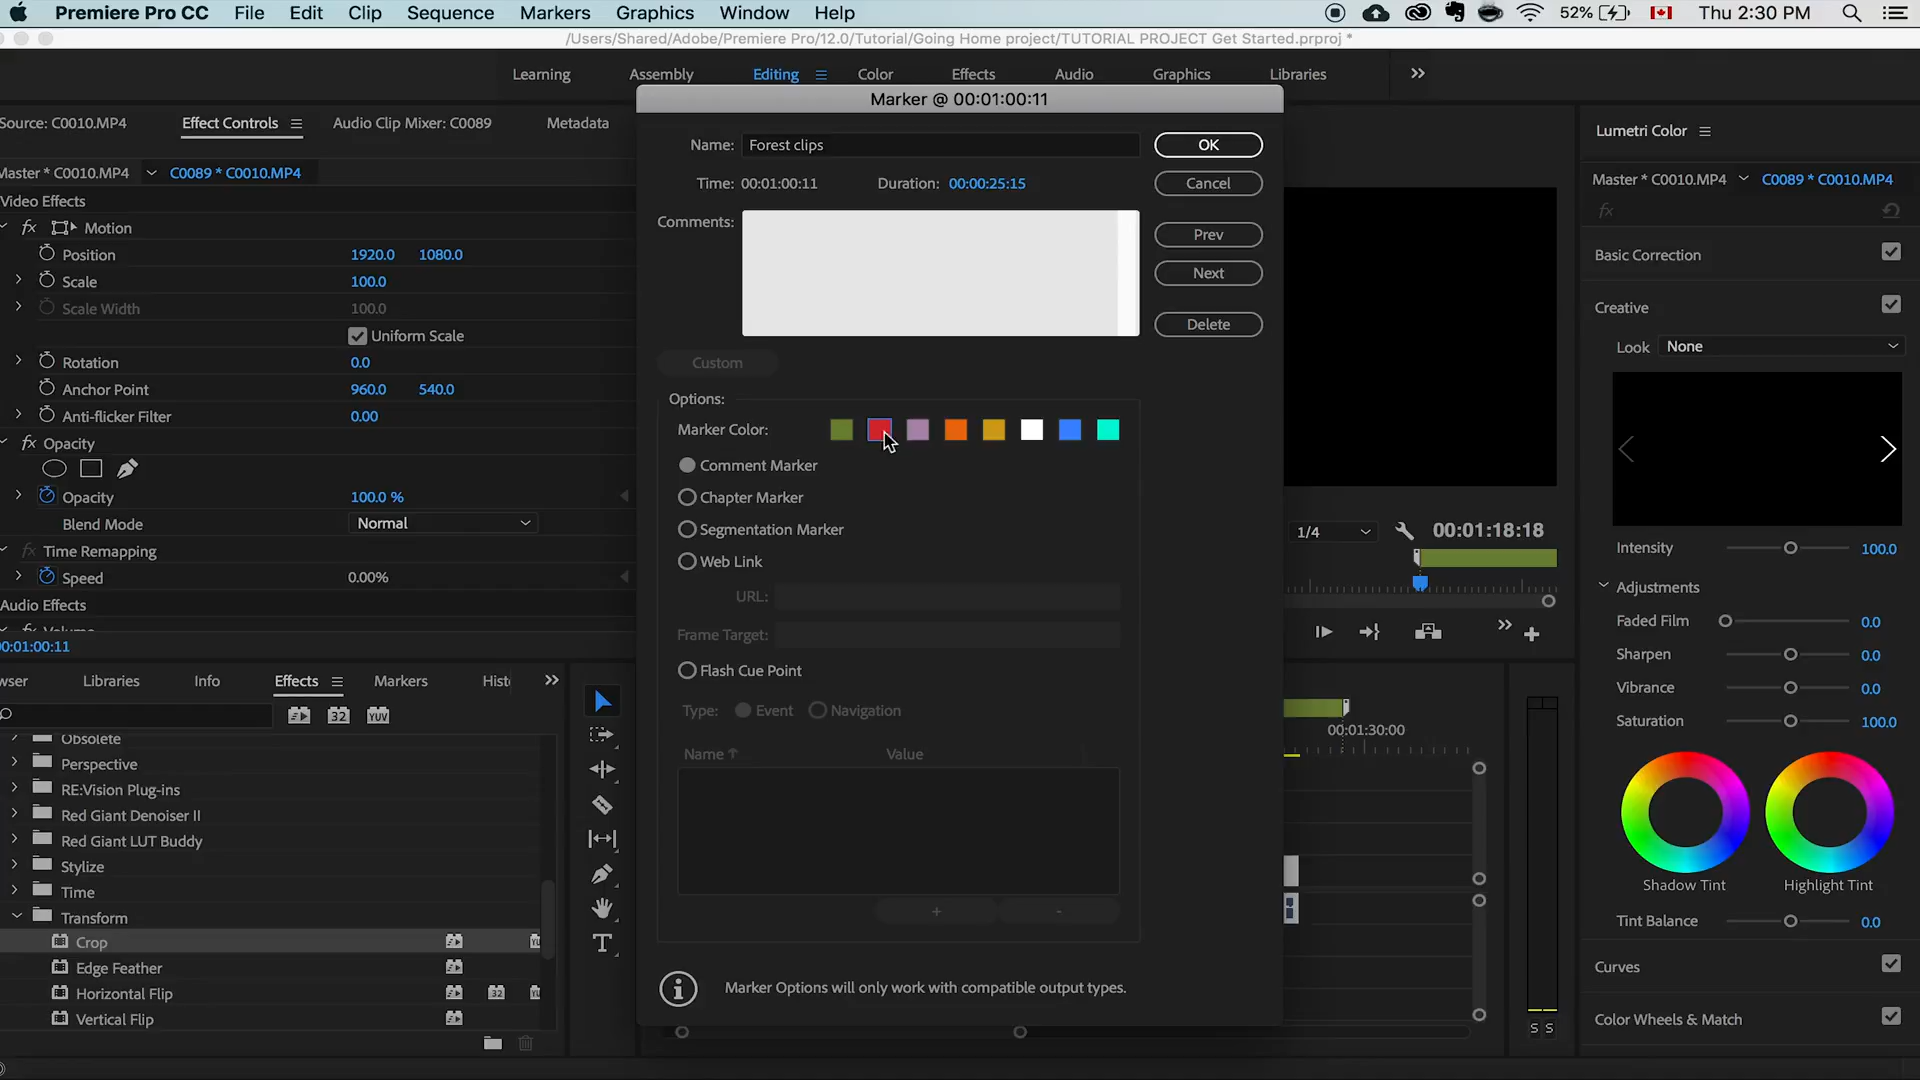 Premiere Pro CC File Edit Clip Sequence Markers Graphics Window Help 52% Thu 2:30 PM
/Users/Shared/Adobe/Premiere Pro/12.0/Tutorial/Going Home project/TUTORIAL PROJECT Get Started.prproj *
Learning Assembly Editing Color Effects Audio Graphics Libraries
Marker @ 00:01:00:11
Source: C0010.MP4 Effect Controls Audio Clip Mixer: C0089 Metadata
Master * C0010.MP4 C0089 * C0010.MP4
Video Effects
fx Motion
Position 1920.0 1080.0
Scale 100.0
Scale Width 100.0
Uniform Scale
Rotation 0.0
Anchor Point 960.0 540.0
Anti-flicker Filter 0.00
fx Opacity
Opacity 100.0 %
Blend Mode Normal
fx Time Remapping
Speed 0.00%
Audio Effects
fx Volume
0:01:00:11
Name: Forest clips OK
Time: 00:01:00:11 Duration: 00:00:25:15 Cancel
Comments: Prev
Next
Delete
Custom
Options:
Marker Color:
Comment Marker
Chapter Marker
Segmentation Marker
Web Link
URL:
Frame Target:
Flash Cue Point
Type: Event Navigation
Name Value
+ -
Marker Options will only work with compatible output types.
wser Libraries Info Effects Markers Hist
32 YUV
Obsolete
Perspective
RE:Vision Plug-ins
Red Giant Denoiser II
Red Giant LUT Buddy
Stylize
Time
Transform
Crop
Edge Feather
Horizontal Flip 32
Vertical Flip
T
1/4 00:01:18:18
00:01:30:00
S S
Lumetri Color
Master * C0010.MP4 C0089 * C0010.MP4
fx
Basic Correction
Creative
Look None
Intensity 100.0
Adjustments
Faded Film 0.0
Sharpen 0.0
Vibrance 0.0
Saturation 100.0
Shadow Tint Highlight Tint
Tint Balance 0.0
Curves
Color Wheels & Match